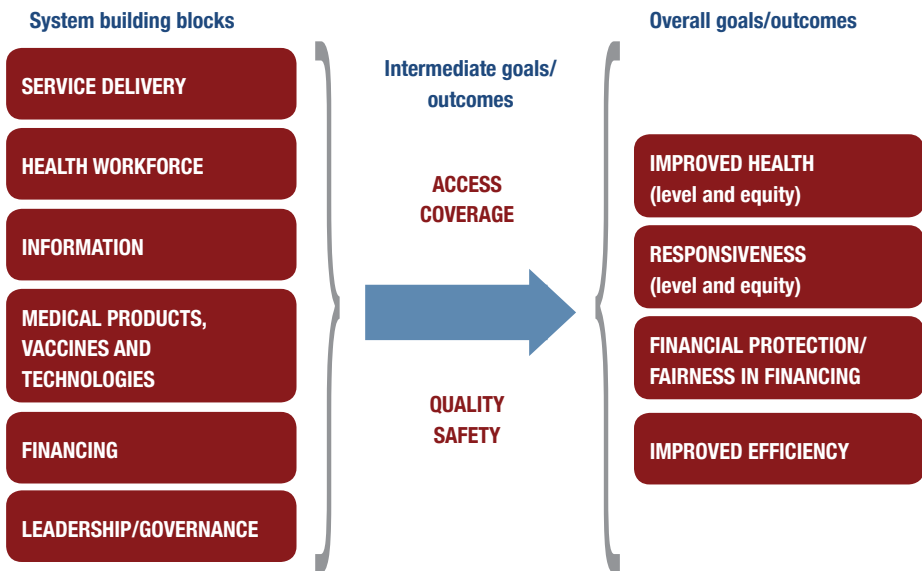 System building blocks
SERVICE DELIVERY
HEALTH WORKFORCE
INFORMATION
MEDICAL PRODUCTS,
VACCINES AND
TECHNOLOGIES
FINANCING
LEADERSHIP/GOVERNANCE
Intermediate goals/
outcomes
ACCESS
COVERAGE
QUALITY
SAFETY
Overall goals/outcomes
IMPROVED HEALTH
(level and equity)
RESPONSIVENESS
(level and equity)
FINANCIAL PROTECTION/
FAIRNESS IN FINANCING
IMPROVED EFFICIENCY